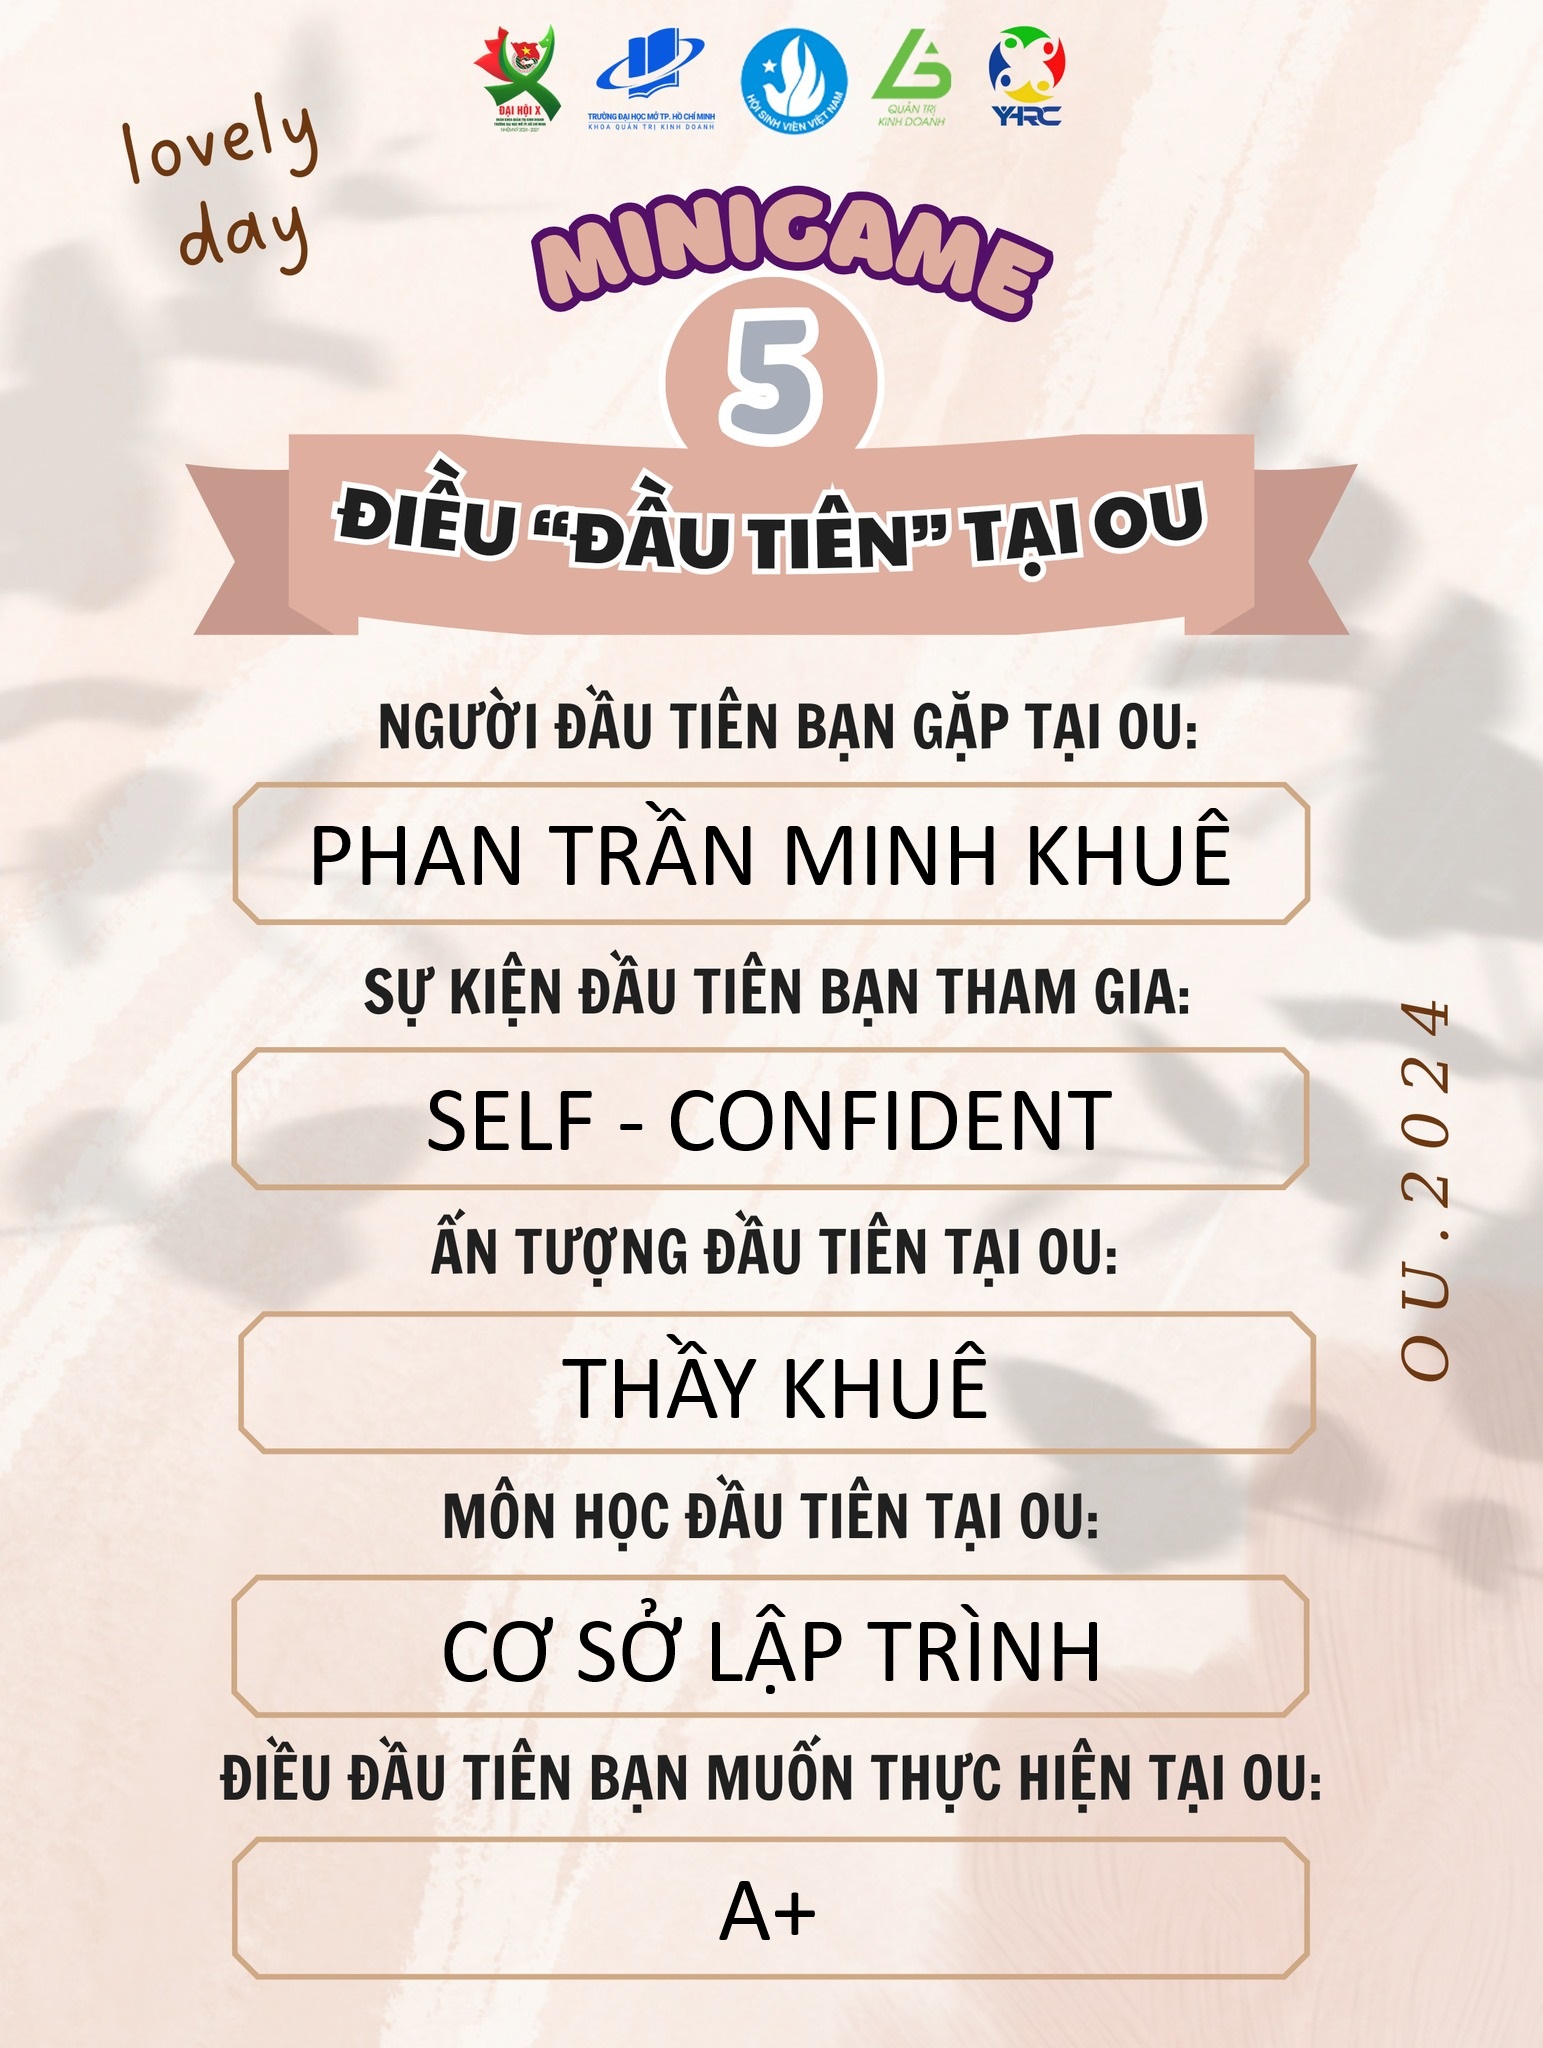 ĐẠI HỘI X
TRƯỜNG ĐẠI HỌC MỞ TP. HỒ CHÍ MINH
KHOA QUẢN TRỊ KINH DOANH
HỘI SINH VIÊN VIỆT NAM
QUẢN TRỊ
KINH DOANH
YARC
lovely
day
MINIGAME
5
ĐIỀU “ĐẦU TIÊN” TẠI OU
NGƯỜI ĐẦU TIÊN BẠN GẶP TẠI OU:
PHAN TRẦN MINH KHUÊ
SỰ KIỆN ĐẦU TIÊN BẠN THAM GIA:
SELF - CONFIDENT
ẤN TƯỢNG ĐẦU TIÊN TẠI OU:
THẦY KHUÊ
MÔN HỌC ĐẦU TIÊN TẠI OU:
CƠ SỞ LẬP TRÌNH
ĐIỀU ĐẦU TIÊN BẠN MUỐN THỰC HIỆN TẠI OU:
A+
OU.2024